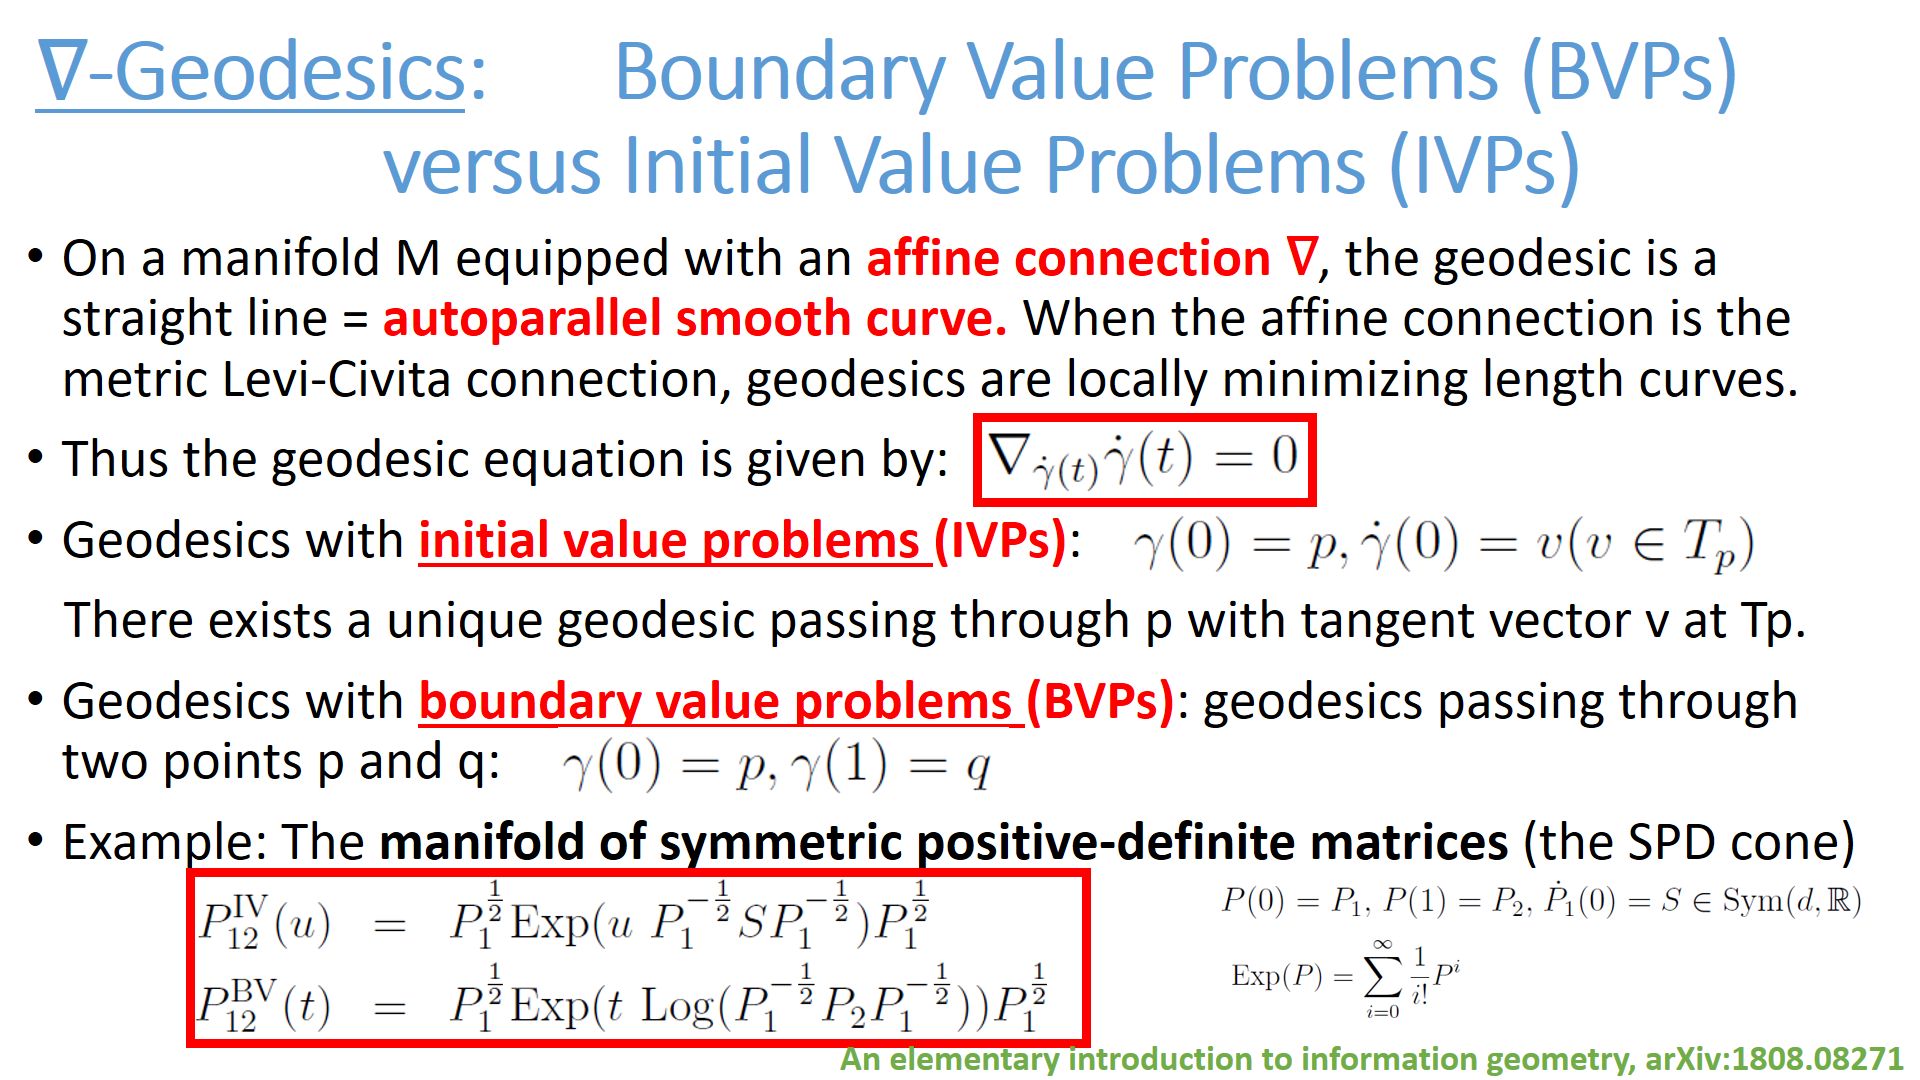 ∇-Geodesics: Boundary Value Problems (BVPs)
versus Initial Value Problems (IVPs)
• On a manifold M equipped with an affine connection ∇, the geodesic is a
straight line = autoparallel smooth curve. When the affine connection is the
metric Levi-Civita connection, geodesics are locally minimizing length curves.
• Thus the geodesic equation is given by: $\nabla_{\dot{\gamma}(t)}\dot{\gamma}(t) = 0$
• Geodesics with initial value problems (IVPs): $\gamma(0) = p, \dot{\gamma}(0) = v(v \in T_p)$
There exists a unique geodesic passing through p with tangent vector v at Tp.
• Geodesics with boundary value problems (BVPs): geodesics passing through
two points p and q: $\gamma(0) = p, \gamma(1) = q$
• Example: The manifold of symmetric positive-definite matrices (the SPD cone)
$P_{12}^{\mathrm{IV}}(u) = P_1^{\frac{1}{2}}\mathrm{Exp}(u\ P_1^{-\frac{1}{2}}SP_1^{-\frac{1}{2}})P_1^{\frac{1}{2}}$
$P_{12}^{\mathrm{BV}}(t) = P_1^{\frac{1}{2}}\mathrm{Exp}(t\ \mathrm{Log}(P_1^{-\frac{1}{2}}P_2P_1^{-\frac{1}{2}}))P_1^{\frac{1}{2}}$
$P(0) = P_1, P(1) = P_2, \dot{P}_1(0) = S \in \mathrm{Sym}(d, \mathbb{R})$
$\mathrm{Exp}(P) = \sum_{i=0}^{\infty} \frac{1}{i!}P^i$
An elementary introduction to information geometry, arXiv:1808.08271